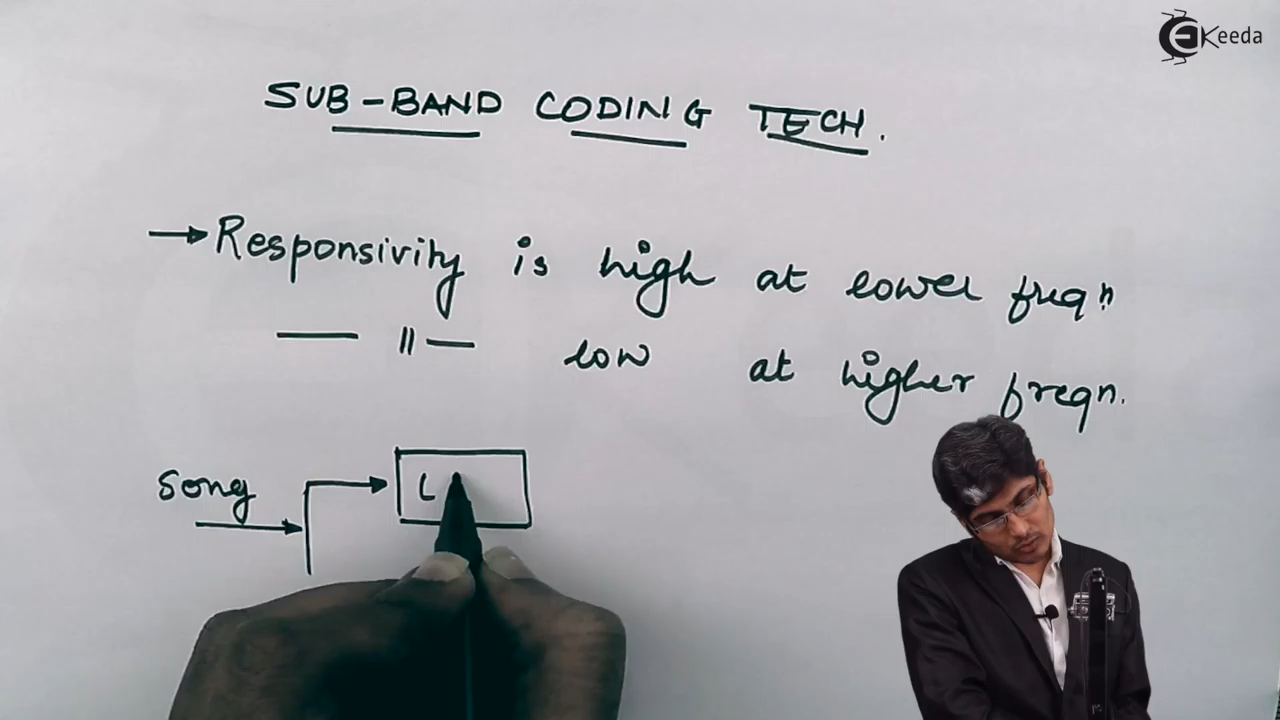 Keeda
SUB-BAND CODING TECH.
→ Responsivity is high at lower freqn
— 〃 — low at higher freqn.
Song
L